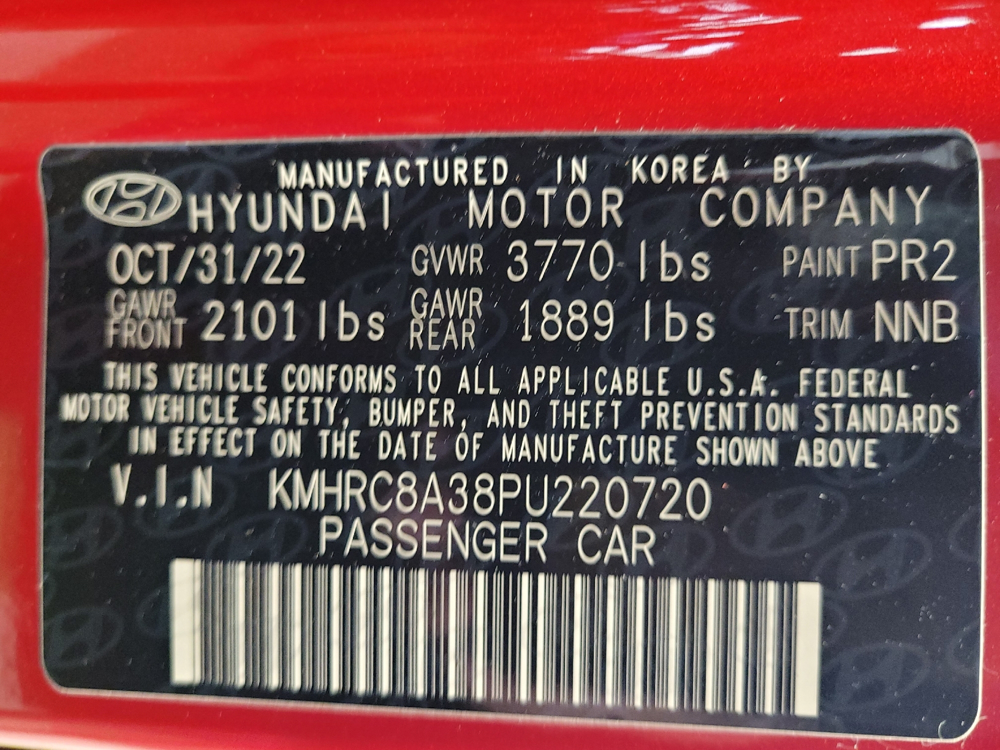 MANUFACTURED IN KOREA BY
HYUNDAI MOTOR COMPANY
OCT/31/22 GVWR 3770 lbs PAINT PR2
GAWR FRONT 2101 lbs GAWR REAR 1889 lbs TRIM NNB
THIS VEHICLE CONFORMS TO ALL APPLICABLE U.S.A. FEDERAL
MOTOR VEHICLE SAFETY, BUMPER, AND THEFT PREVENTION STANDARDS
IN EFFECT ON THE DATE OF MANUFACTURE SHOWN ABOVE
V.I.N KMHRC8A38PU220720
PASSENGER CAR